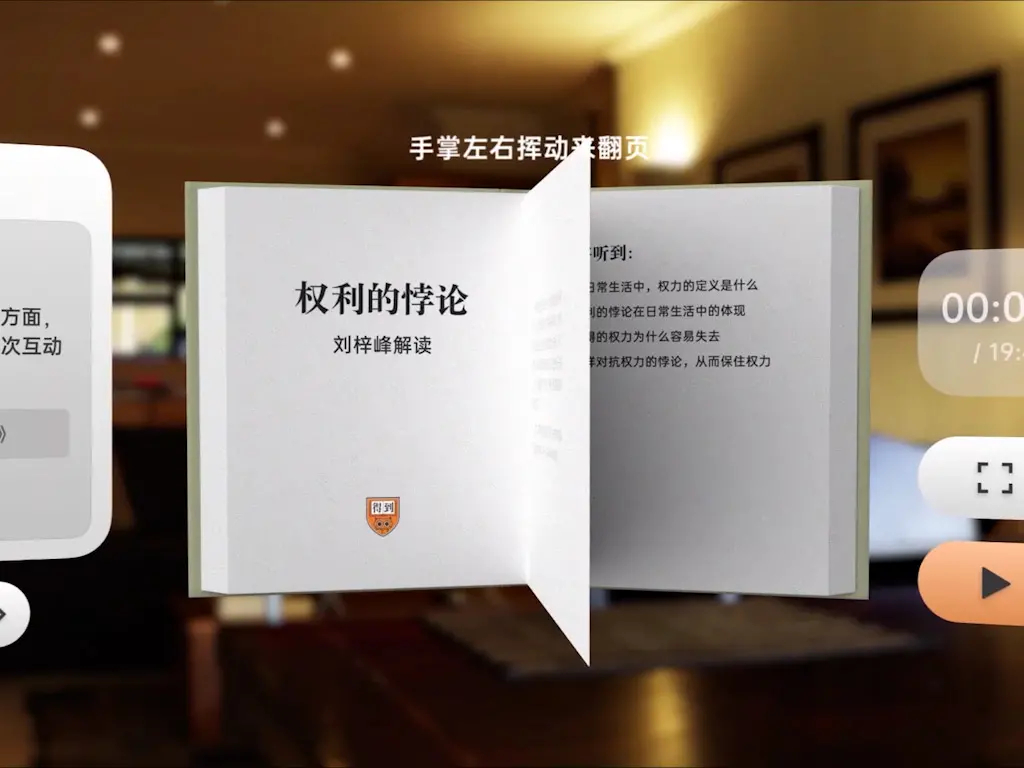 手掌左右挥动来翻页
方面，
次互动
》
权利的悖论
刘梓峰解读
得到
听到：
日常生活中，权力的定义是什么
利的悖论在日常生活中的体现
得的权力为什么容易失去
样对抗权力的悖论，从而保住权力
00:0
/ 19: